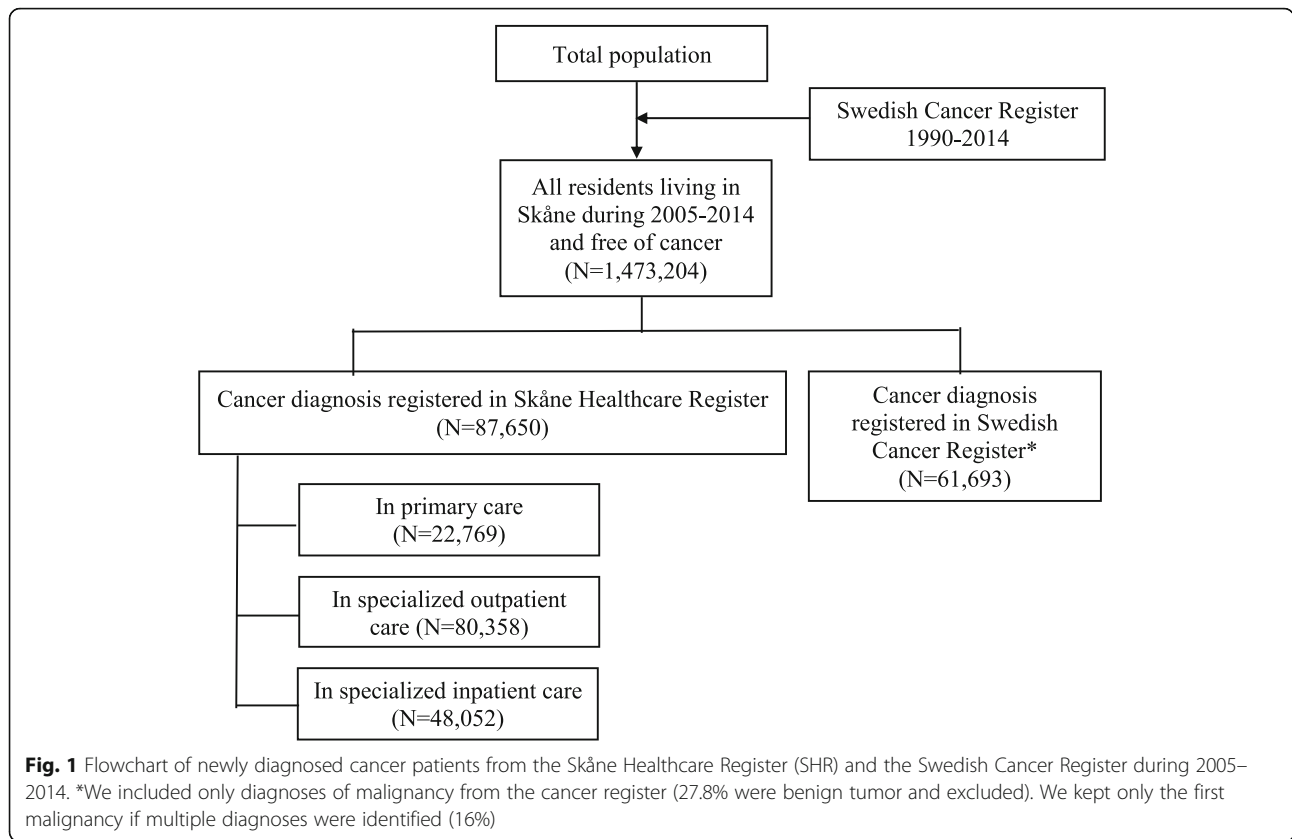 Total population
Swedish Cancer Register
1990-2014
All residents living in
Skåne during 2005-2014
and free of cancer
(N=1,473,204)
Cancer diagnosis registered in Skåne Healthcare Register
(N=87,650)
Cancer diagnosis
registered in Swedish
Cancer Register*
(N=61,693)
In primary care
(N=22,769)
In specialized outpatient
care (N=80,358)
In specialized inpatient care
(N=48,052)
Fig. 1 Flowchart of newly diagnosed cancer patients from the Skåne Healthcare Register (SHR) and the Swedish Cancer Register during 2005–
2014. *We included only diagnoses of malignancy from the cancer register (27.8% were benign tumor and excluded). We kept only the first
malignancy if multiple diagnoses were identified (16%)